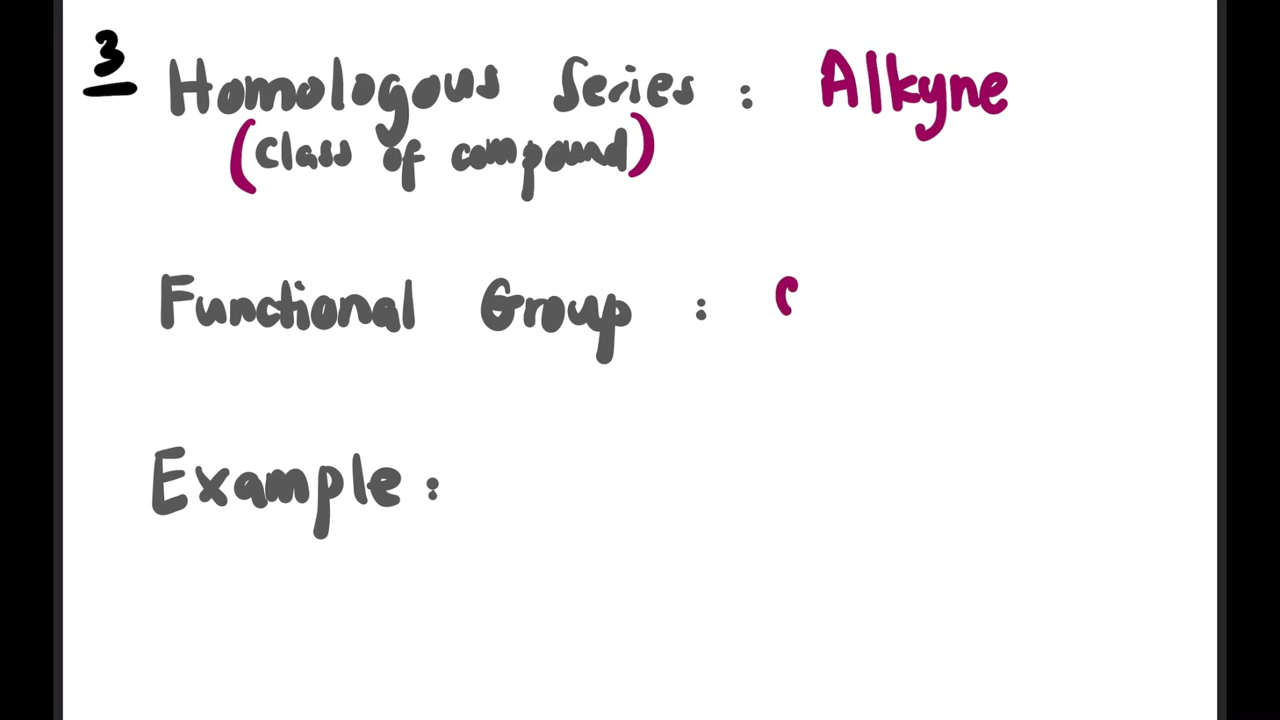 3 Homologous Series : Alkyne
(Class of compound)
Functional Group :
Example :